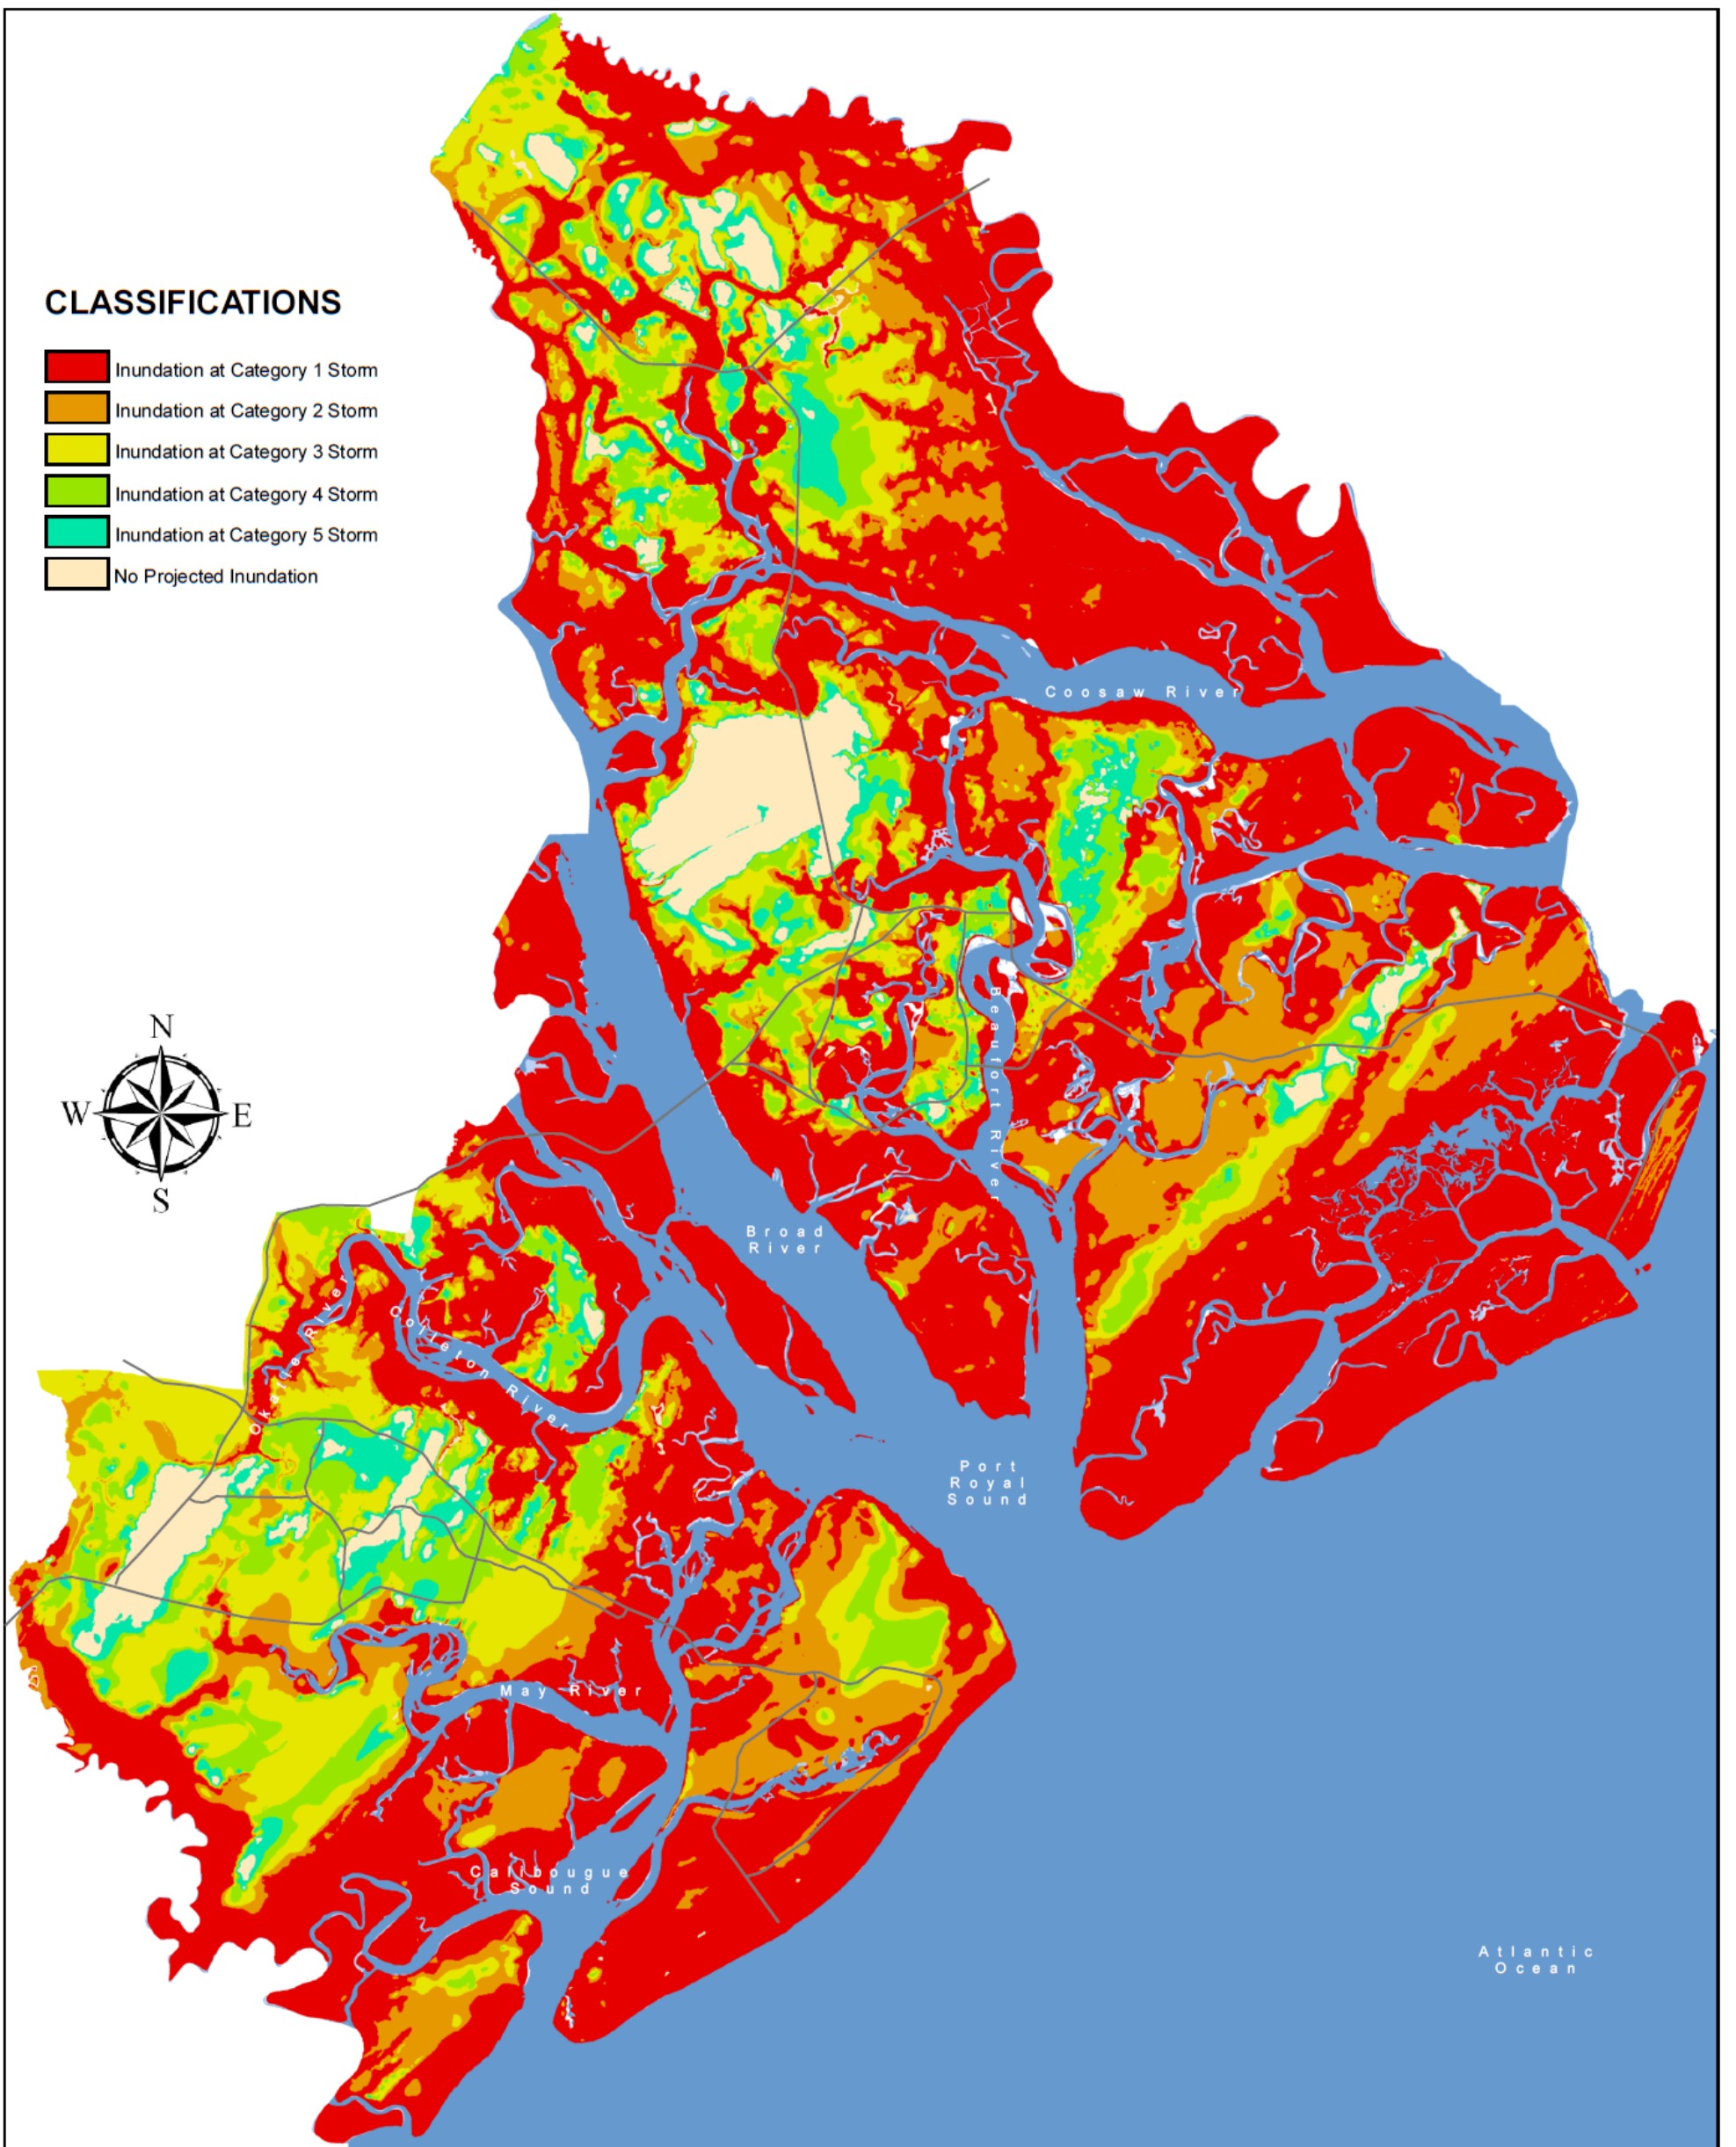 CLASSIFICATIONS
Inundation at Category 1 Storm
Inundation at Category 2 Storm
Inundation at Category 3 Storm
Inundation at Category 4 Storm
Inundation at Category 5 Storm
No Projected Inundation
Coosaw River
N
W
E
S
Beaufort River
Broad
River
Okatie River
Colleton River
Port
Royal
Sound
May River
Calibougue
Sound
Atlantic
Ocean